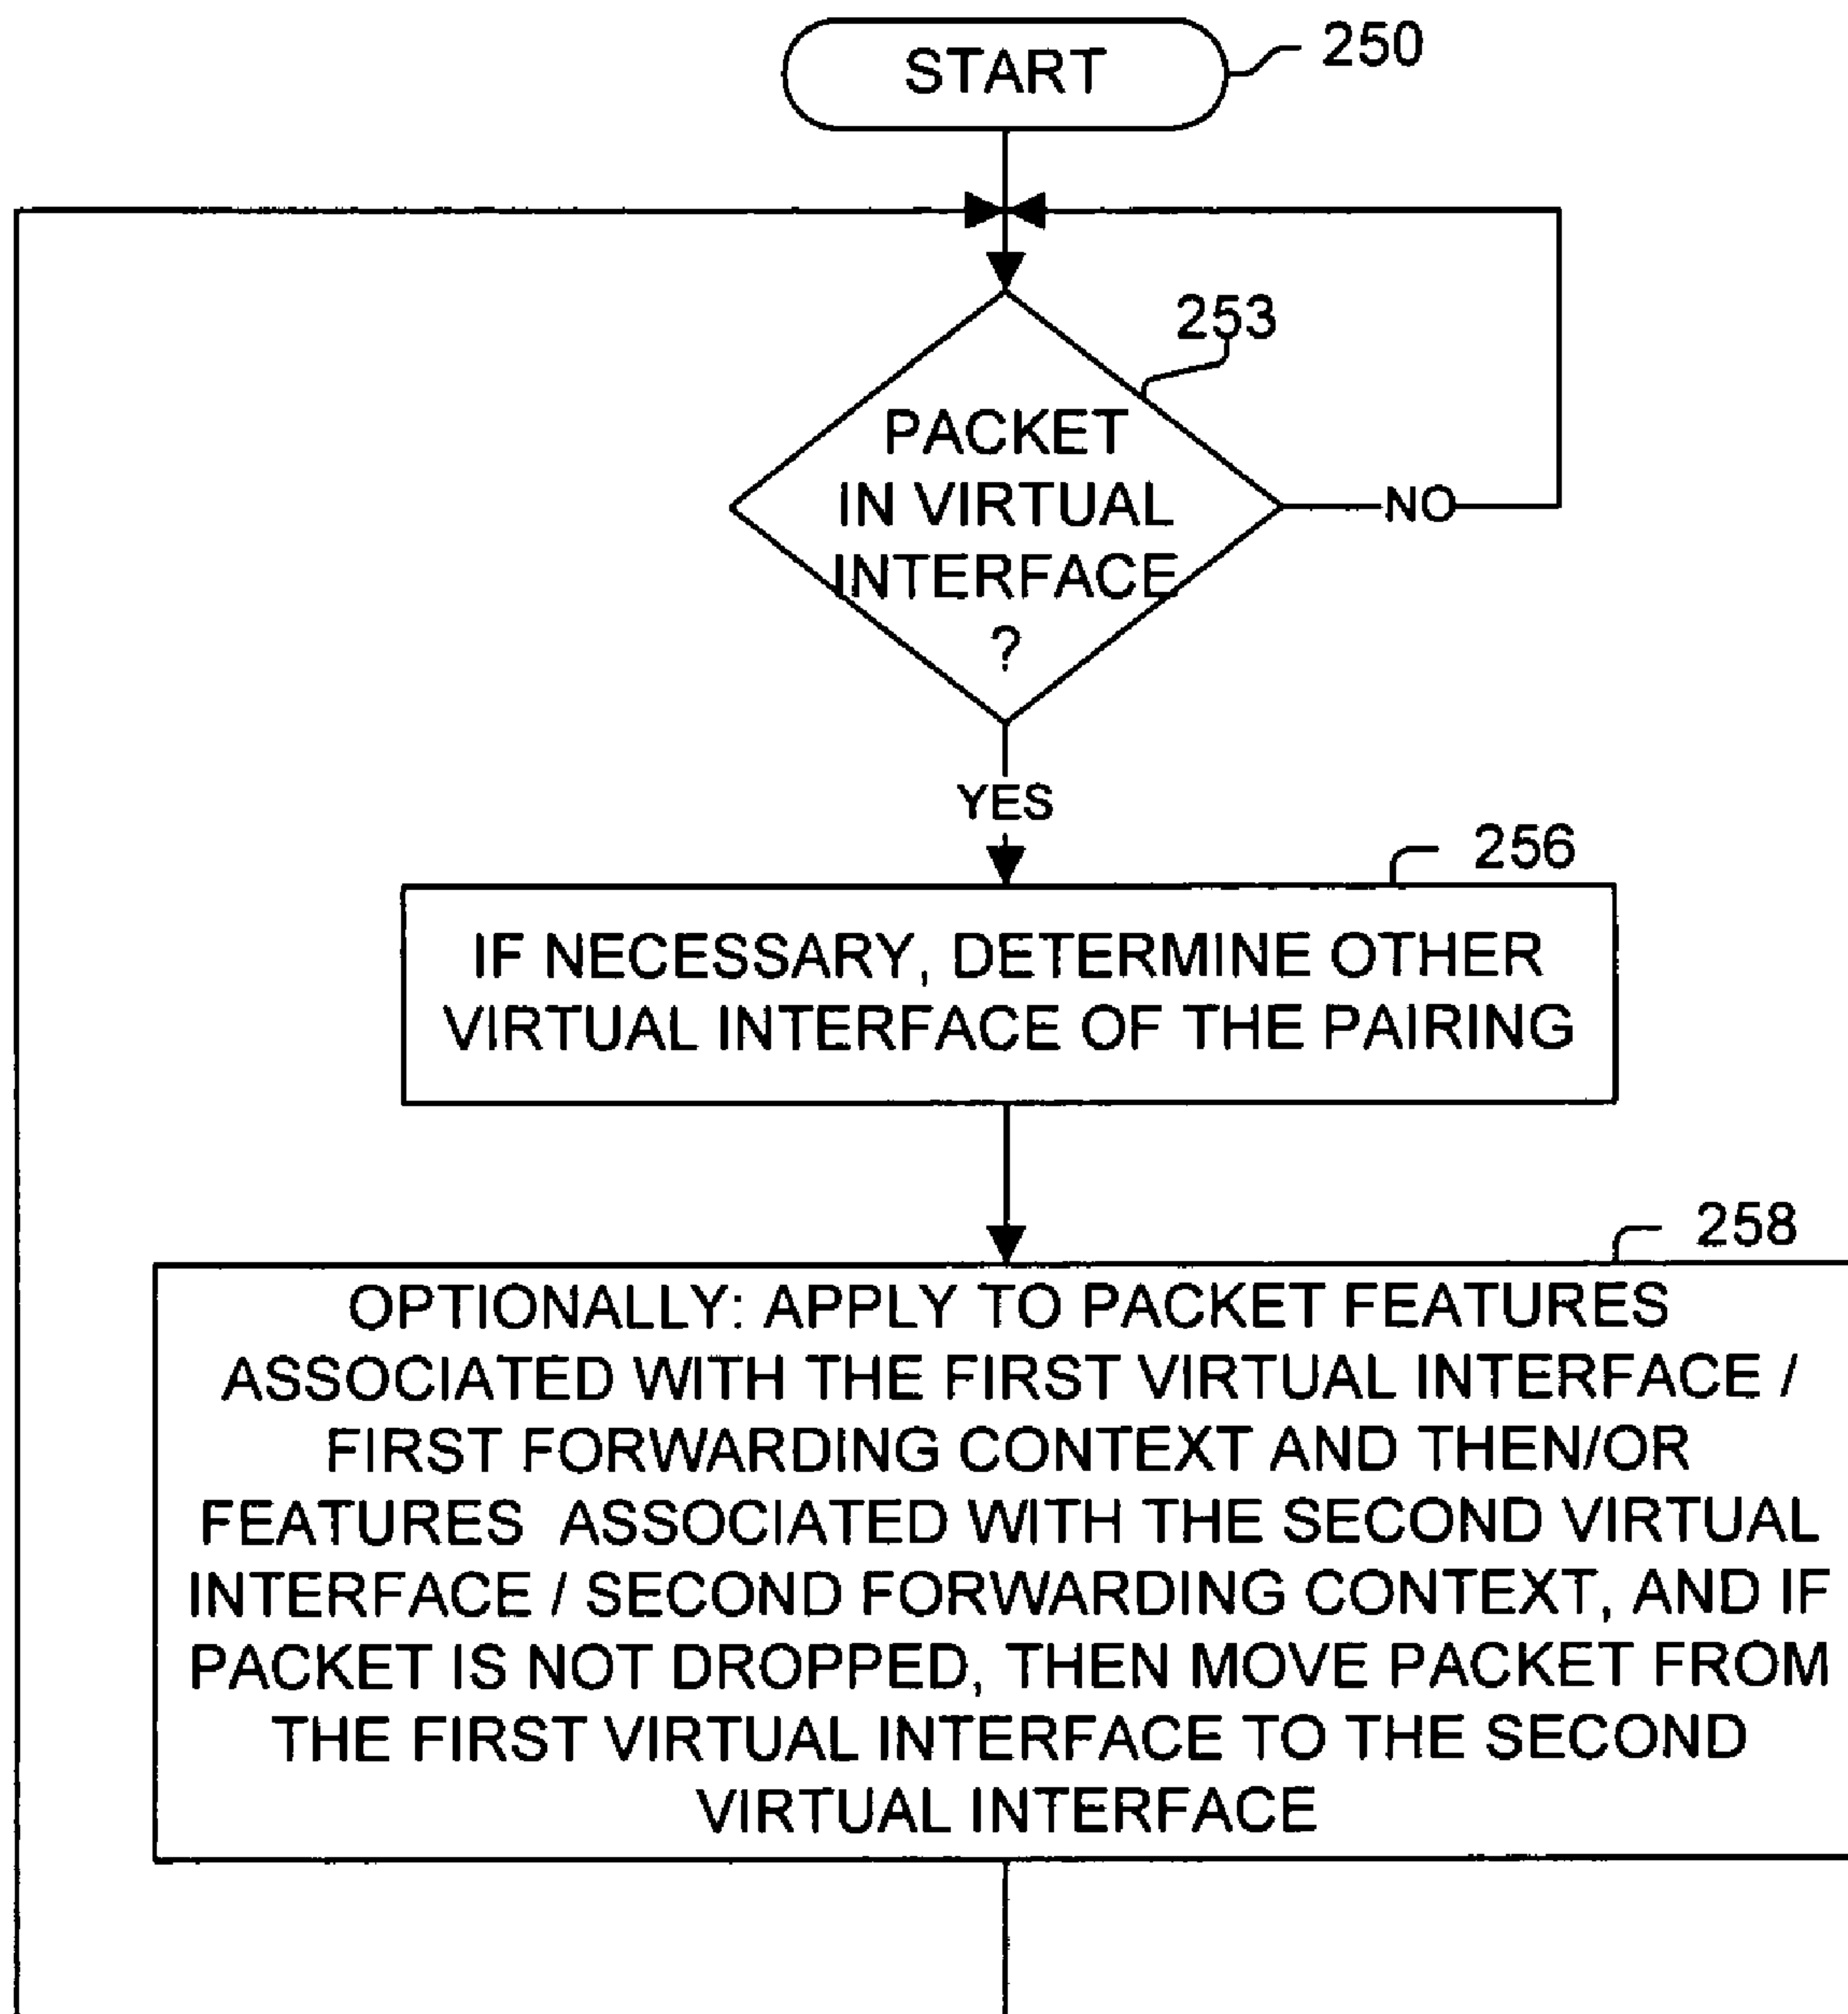 START
250
253
PACKET
IN VIRTUAL
INTERFACE
?
NO
YES
256
IF NECESSARY, DETERMINE OTHER
VIRTUAL INTERFACE OF THE PAIRING
258
OPTIONALLY: APPLY TO PACKET FEATURES
ASSOCIATED WITH THE FIRST VIRTUAL INTERFACE /
FIRST FORWARDING CONTEXT AND THEN/OR
FEATURES ASSOCIATED WITH THE SECOND VIRTUAL
INTERFACE / SECOND FORWARDING CONTEXT, AND IF
PACKET IS NOT DROPPED, THEN MOVE PACKET FROM
THE FIRST VIRTUAL INTERFACE TO THE SECOND
VIRTUAL INTERFACE